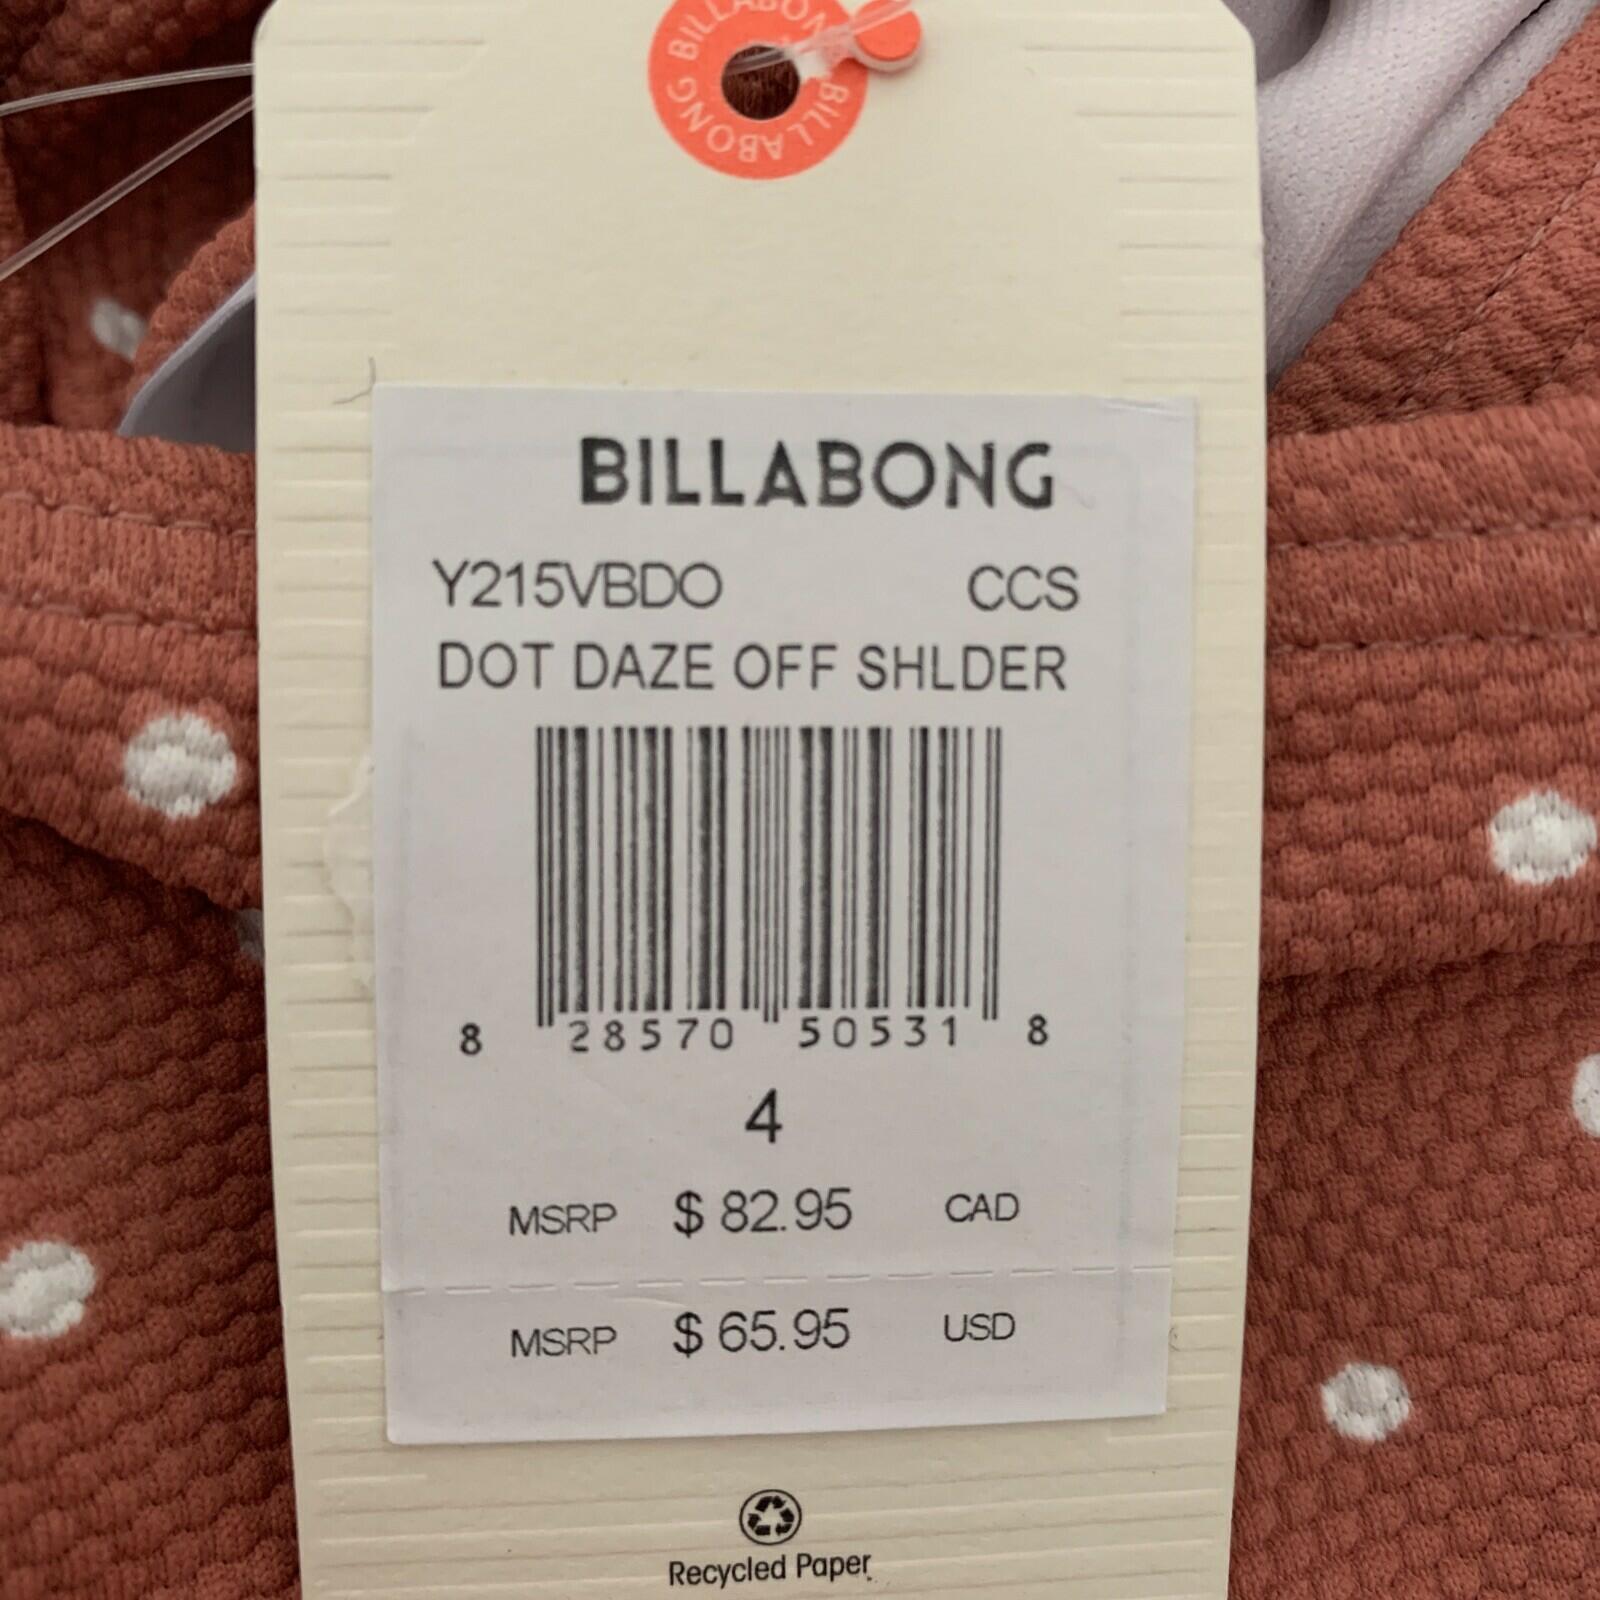 BILLABONG BILLABONG
BILLABONG
Y215VBDO CCS
DOT DAZE OFF SHLDER
8 28570 50531 8
4
MSRP $ 82.95 CAD
MSRP $ 65.95 USD
Recycled Paper